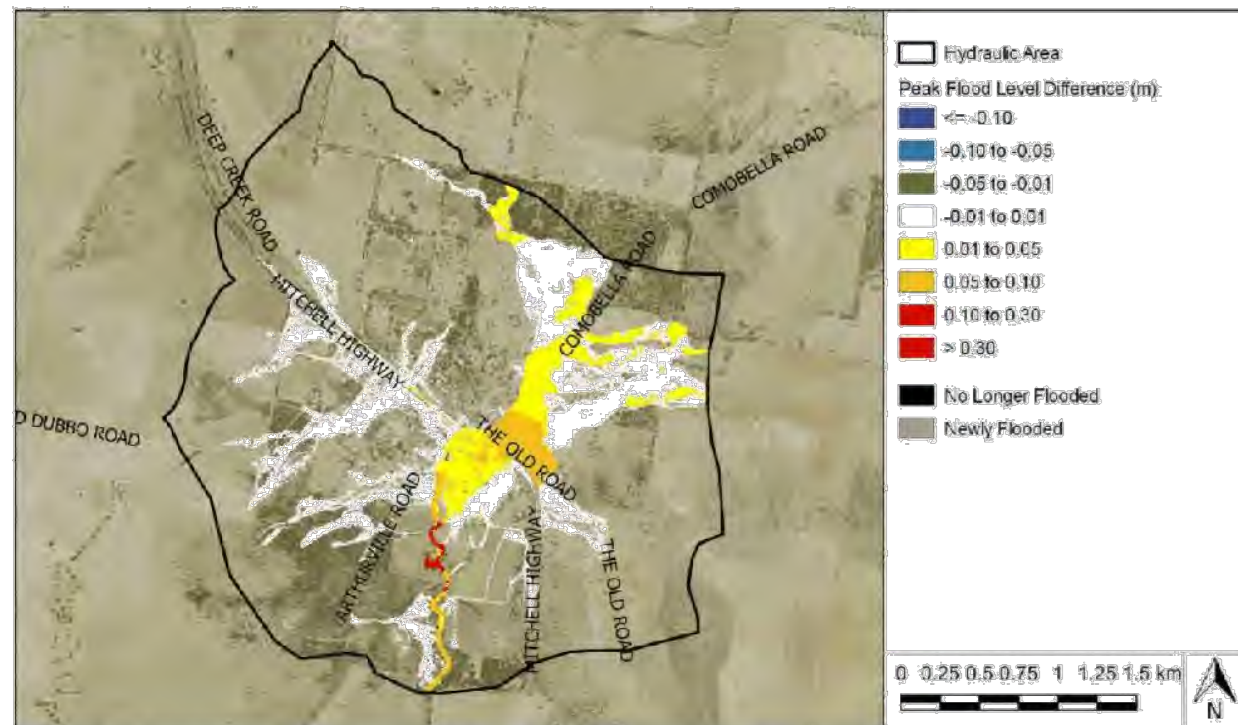 DEEP CREEK ROAD
COMOBELLA ROAD
COMOBELLA ROAD
MITCHELL HIGHWAY
D DUBBO ROAD
THE OLD ROAD
ARTHURVILLE ROAD
MITCHELL HIGHWAY
THE OLD ROAD
Hydraulic Area
Peak Flood Level Difference (m)
<= -0.10
-0.10 to -0.05
-0.05 to -0.01
-0.01 to 0.01
0.01 to 0.05
0.05 to 0.10
0.10 to 0.30
> 0.30
No Longer Flooded
Newly Flooded
0 0.25 0.5 0.75 1 1.25 1.5 km
N